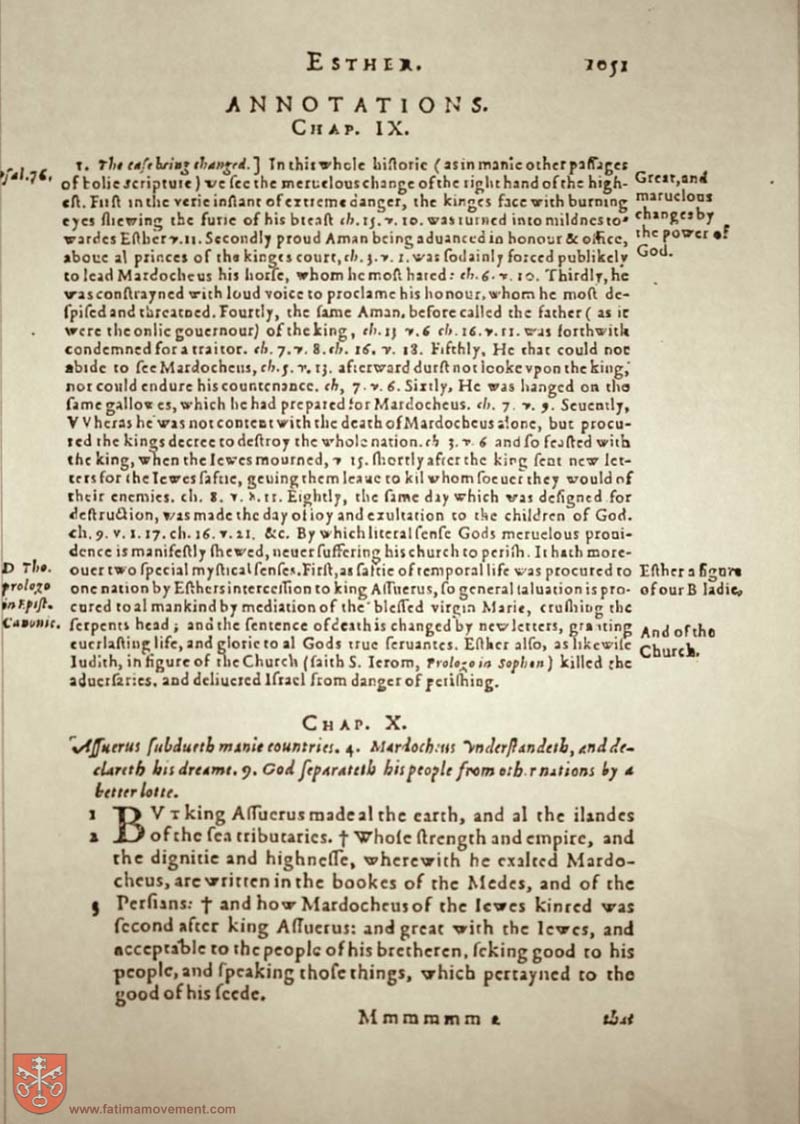 ESTHER. 1051
ANNOTATIONS.
CHAP. IX.
1. The case being changed.] In this whole historie (as in manie other passages
of holie scripture) we see the meruelous change of the right hand of the high-
est. First in the verie instant of extreme danger, the kinges face with burning
eyes shewing the furie of his breast ch. 15. v. 10. was turned into mildnes to-
wardes Esther v. 11. Secondly proud Aman being aduanced in honour & office,
aboue al princes of the kinges court, ch. 3. v. 1. was sodainly forced publikely
to lead Mardocheus his horse, whom he most hated: ch. 6. v. 10. Thirdly, he
was constrayned with loud voice to proclame his honour, whom he most de-
spised and threatned. Fourtly, the same Aman, before called the father (as it
were the onlie gouernour) of the king, ch. 13 v. 6 ch. 16. v. 11. was forthwith
condemned for a traitor. ch. 7. v. 8. ch. 16. v. 18. Fifthly, He that could not
abide to see Mardocheus, ch. 5. v. 13. afterward durst not looke vpon the king,
nor could endure his countenance. ch, 7. v. 6. Sixtly, He was hanged on the
same gallowes, which he had prepared for Mardocheus. ch. 7. v. 9. Seuently,
VVheras he was not content with the death of Mardocheus alone, but procu-
red the kings decree to destroy the whole nation. ch 3. v. 6 and so feasted with
the king, when the Iewes mourned, v 15. shortly after the king sent new let-
ters for the Iewes saftie, geuing them leaue to kil whom soeuer they would of
their enemies. ch. 8. v. 8. 11. Eightly, the same day which was designed for
destruction, was made the day of ioy and exultation to the children of God.
ch. 9. v. 1. 17. ch. 16. v. 21. &c. By which literal sense Gods meruelous proui-
dence is manifestly shewed, neuer suffering his church to perish. It hath more-
ouer two special mystical senses. First, as saftie of temporal life was procured to
one nation by Esthers intercession to king Assuerus, so general saluation is pro-
cured to al mankind by mediation of the blessed virgin Marie, crushing the
serpents head; and the sentence of death is changed by new letters, granting
euerlasting life, and glorie to al Gods true seruantes. Esther also, as likewise
Iudith, in figure of the Church (saith S. Ierom, Prologo in Sophon) killed the
aduersaries, and deliuered Israel from danger of perishing.
Psal. 76.
D Tho.
prologo
in Epist.
Canonic.
Great, and
maruelous
changes by
the power of
God.
Esther a figure
of our B ladie,
And of the
Church.
CHAP. X.
Assuerus subdueth manie countries. 4. Mardocheus vnderstandeth, and de-
clareth his dreame. 9. God separateth his people from other nations by a
better lotte.
1 BVT king Assuerus made al the earth, and al the ilandes
2 of the sea tributaries. † Whose strength and empire, and
the dignitie and highnesse, wherewith he exalted Mardo-
cheus, are written in the bookes of the Medes, and of the
3 Persians: † and how Mardocheus of the Iewes kinred was
second after king Assuerus: and great with the Iewes, and
acceptable to the people of his bretheren, seking good to his
people, and speaking those things, which pertayned to the
good of his seede.
Mmmmmm 2 that
www.fatimamovement.com